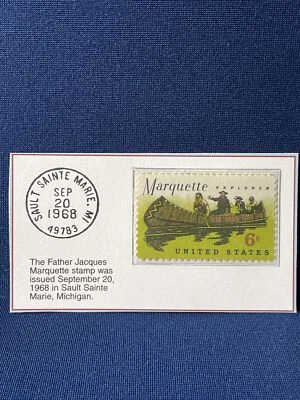 SAULT SAINTE MARIE, MI
SEP
20
1968
49783
Marquette EXPLORER
6c
UNITED STATES
The Father Jacques
Marquette stamp was
issued September 20,
1968 in Sault Sainte
Marie, Michigan.